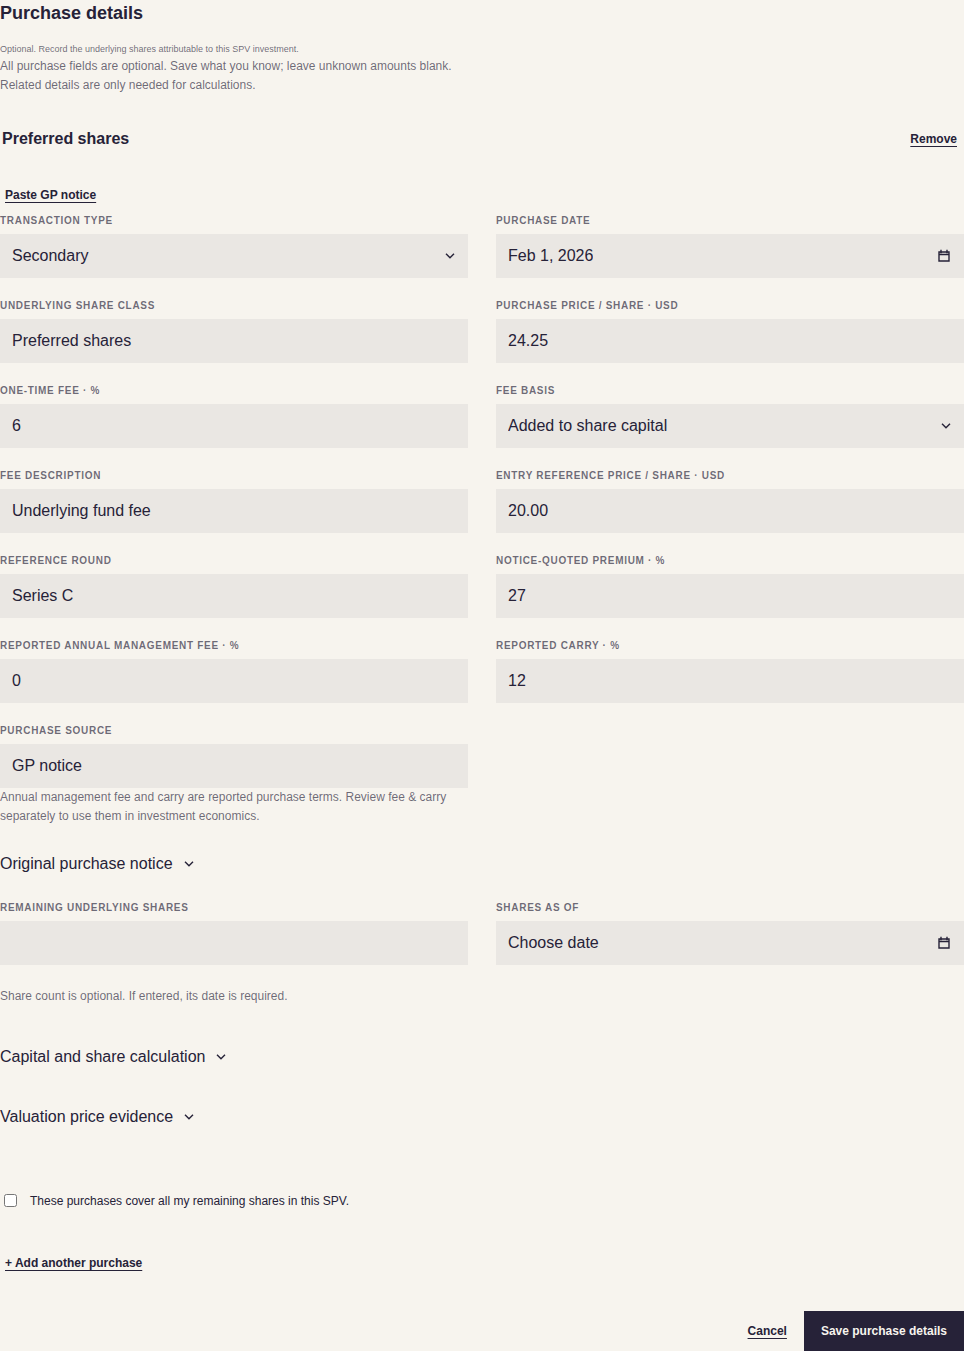 Purchase details
Optional. Record the underlying shares attributable to this SPV investment.
All purchase fields are optional. Save what you know; leave unknown amounts blank.
Related details are only needed for calculations.
Preferred shares
Remove
Paste GP notice
TRANSACTION TYPE
PURCHASE DATE
Secondary
Feb 1, 2026
UNDERLYING SHARE CLASS
PURCHASE PRICE / SHARE · USD
Preferred shares
24.25
ONE-TIME FEE · %
FEE BASIS
6
Added to share capital
FEE DESCRIPTION
ENTRY REFERENCE PRICE / SHARE · USD
Underlying fund fee
20.00
REFERENCE ROUND
NOTICE-QUOTED PREMIUM · %
Series C
27
REPORTED ANNUAL MANAGEMENT FEE · %
REPORTED CARRY · %
0
12
PURCHASE SOURCE
GP notice
Annual management fee and carry are reported purchase terms. Review fee & carry
separately to use them in investment economics.
Original purchase notice
REMAINING UNDERLYING SHARES
SHARES AS OF
Choose date
Share count is optional. If entered, its date is required.
Capital and share calculation
Valuation price evidence
These purchases cover all my remaining shares in this SPV.
+ Add another purchase
Cancel
Save purchase details